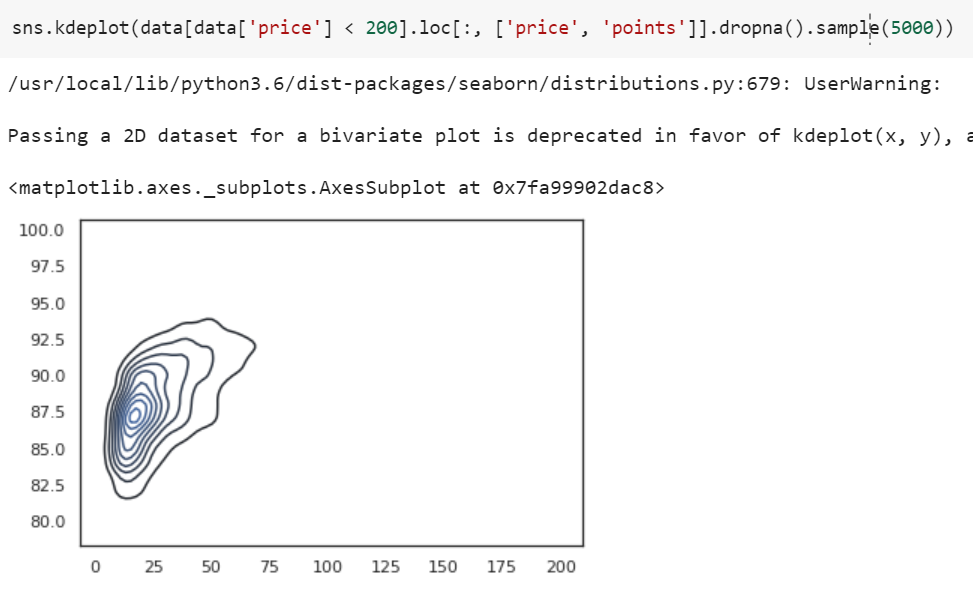 sns.kdeplot(data[data['price'] < 200].loc[:, ['price', 'points']].dropna().sample(5000))
/usr/local/lib/python3.6/dist-packages/seaborn/distributions.py:679: UserWarning:
Passing a 2D dataset for a bivariate plot is deprecated in favor of kdeplot(x, y), a
<matplotlib.axes._subplots.AxesSubplot at 0x7fa99902dac8>
100.0
97.5
95.0
92.5
90.0
87.5
85.0
82.5
80.0
0 25 50 75 100 125 150 175 200